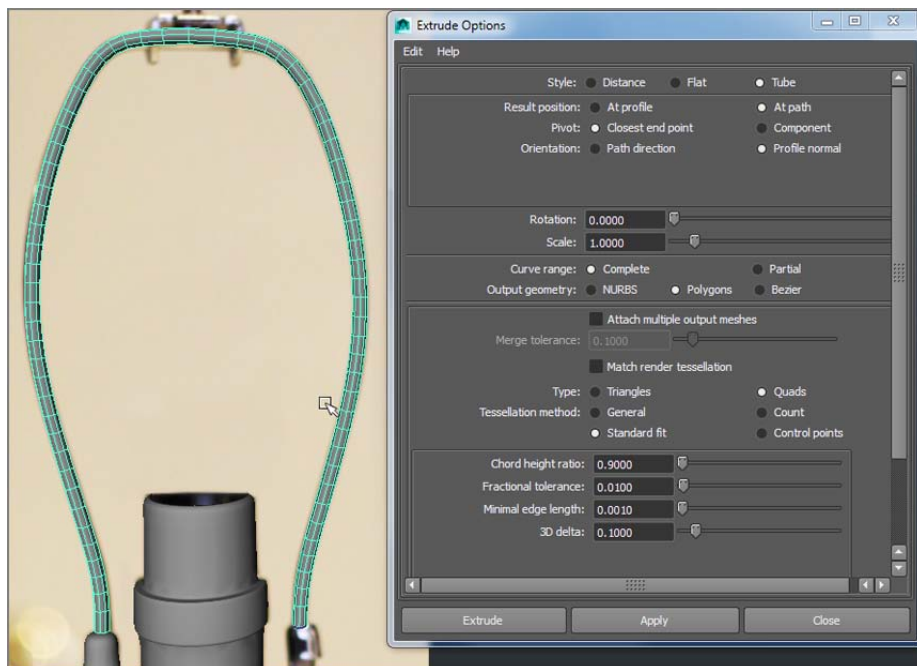 Extrude Options
Edit Help
Style: Distance Flat Tube
Result position: At profile At path
Pivot: Closest end point Component
Orientation: Path direction Profile normal
Rotation: 0.0000
Scale: 1.0000
Curve range: Complete Partial
Output geometry: NURBS Polygons Bezier
Attach multiple output meshes
Merge tolerance: 0.1000
Match render tessellation
Type: Triangles Quads
Tessellation method: General Count
Standard fit Control points
Chord height ratio: 0.9000
Fractional tolerance: 0.0100
Minimal edge length: 0.0010
3D delta: 0.1000
Extrude Apply Close